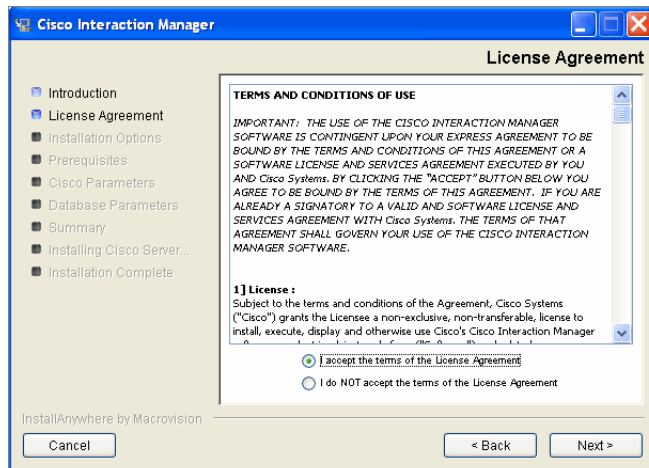 Cisco Interaction Manager
License Agreement
Introduction
License Agreement
Installation Options
Prerequisites
Cisco Parameters
Database Parameters
Summary
Installing Cisco Server...
Installation Complete
TERMS AND CONDITIONS OF USE
IMPORTANT: THE USE OF THE CISCO INTERACTION MANAGER
SOFTWARE IS CONTINGENT UPON YOUR EXPRESS AGREEMENT TO BE
BOUND BY THE TERMS AND CONDITIONS OF THIS AGREEMENT OR A
SOFTWARE LICENSE AND SERVICES AGREEMENT EXECUTED BY YOU
AND Cisco Systems. BY CLICKING THE "ACCEPT" BUTTON BELOW YOU
AGREE TO BE BOUND BY THE TERMS OF THIS AGREEMENT. IF YOU ARE
ALREADY A SIGNATORY TO A VALID AND SOFTWARE LICENSE AND
SERVICES AGREEMENT WITH Cisco Systems. THE TERMS OF THAT
AGREEMENT SHALL GOVERN YOUR USE OF THE CISCO INTERACTION
MANAGER SOFTWARE.
1] License :
Subject to the terms and conditions of the Agreement, Cisco Systems
("Cisco") grants the Licensee a non-exclusive, non-transferable, license to
install, execute, display and otherwise use Cisco's Cisco Interaction Manager
I accept the terms of the License Agreement
I do NOT accept the terms of the License Agreement
InstallAnywhere by Macrovision
Cancel
< Back
Next >